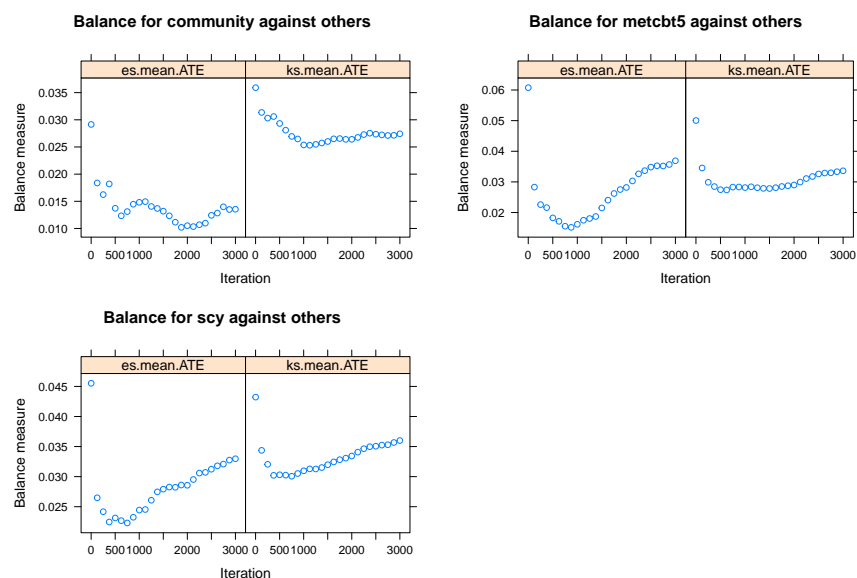 Balance for community against others
es.mean.ATE ks.mean.ATE
Balance measure
0.035
0.030
0.025
0.020
0.015
0.010
0 500 1000 2000 3000 0 500 1000 2000 3000
Iteration
Balance for metcbt5 against others
es.mean.ATE ks.mean.ATE
Balance measure
0.06
0.05
0.04
0.03
0.02
0 500 1000 2000 3000 0 500 1000 2000 3000
Iteration
Balance for scy against others
es.mean.ATE ks.mean.ATE
Balance measure
0.045
0.040
0.035
0.030
0.025
0 500 1000 2000 3000 0 500 1000 2000 3000
Iteration